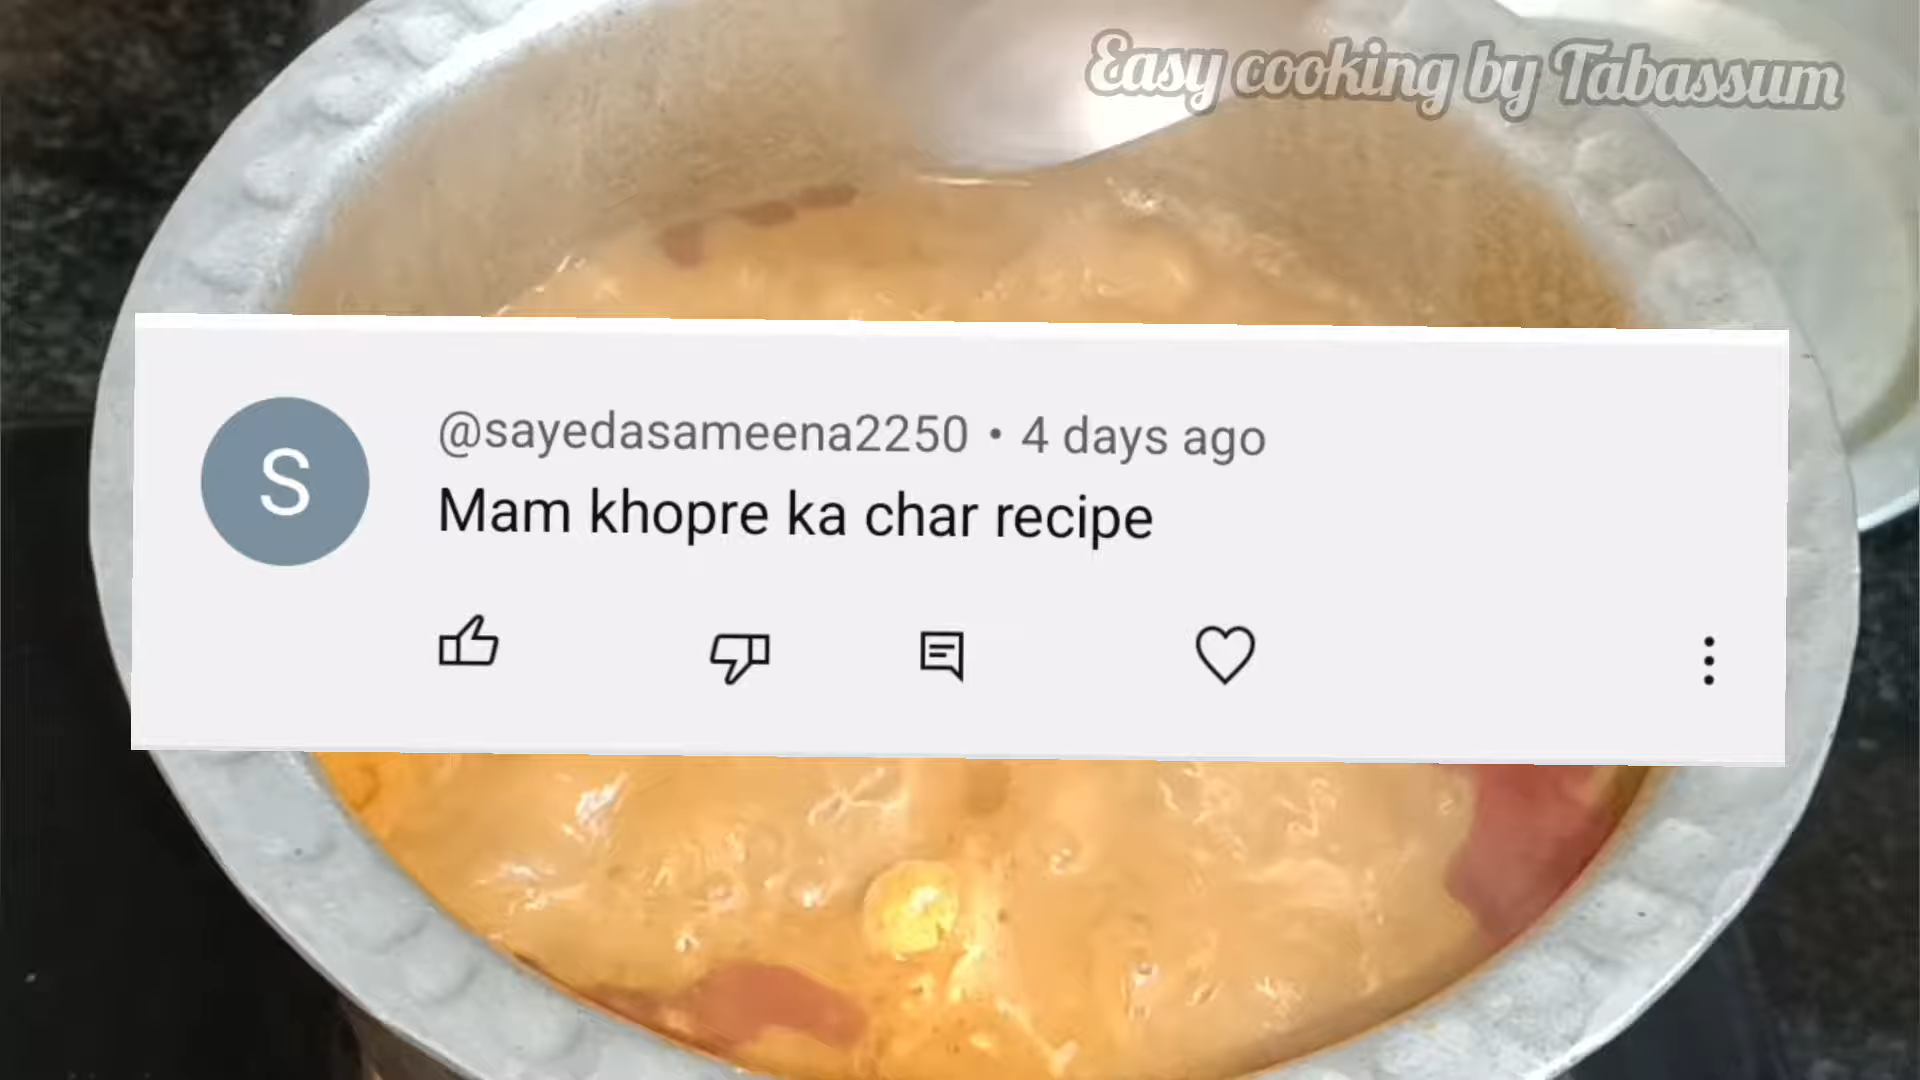 Easy cooking by Tabassum
S
@sayedasameena2250 • 4 days ago
Mam khopre ka char recipe